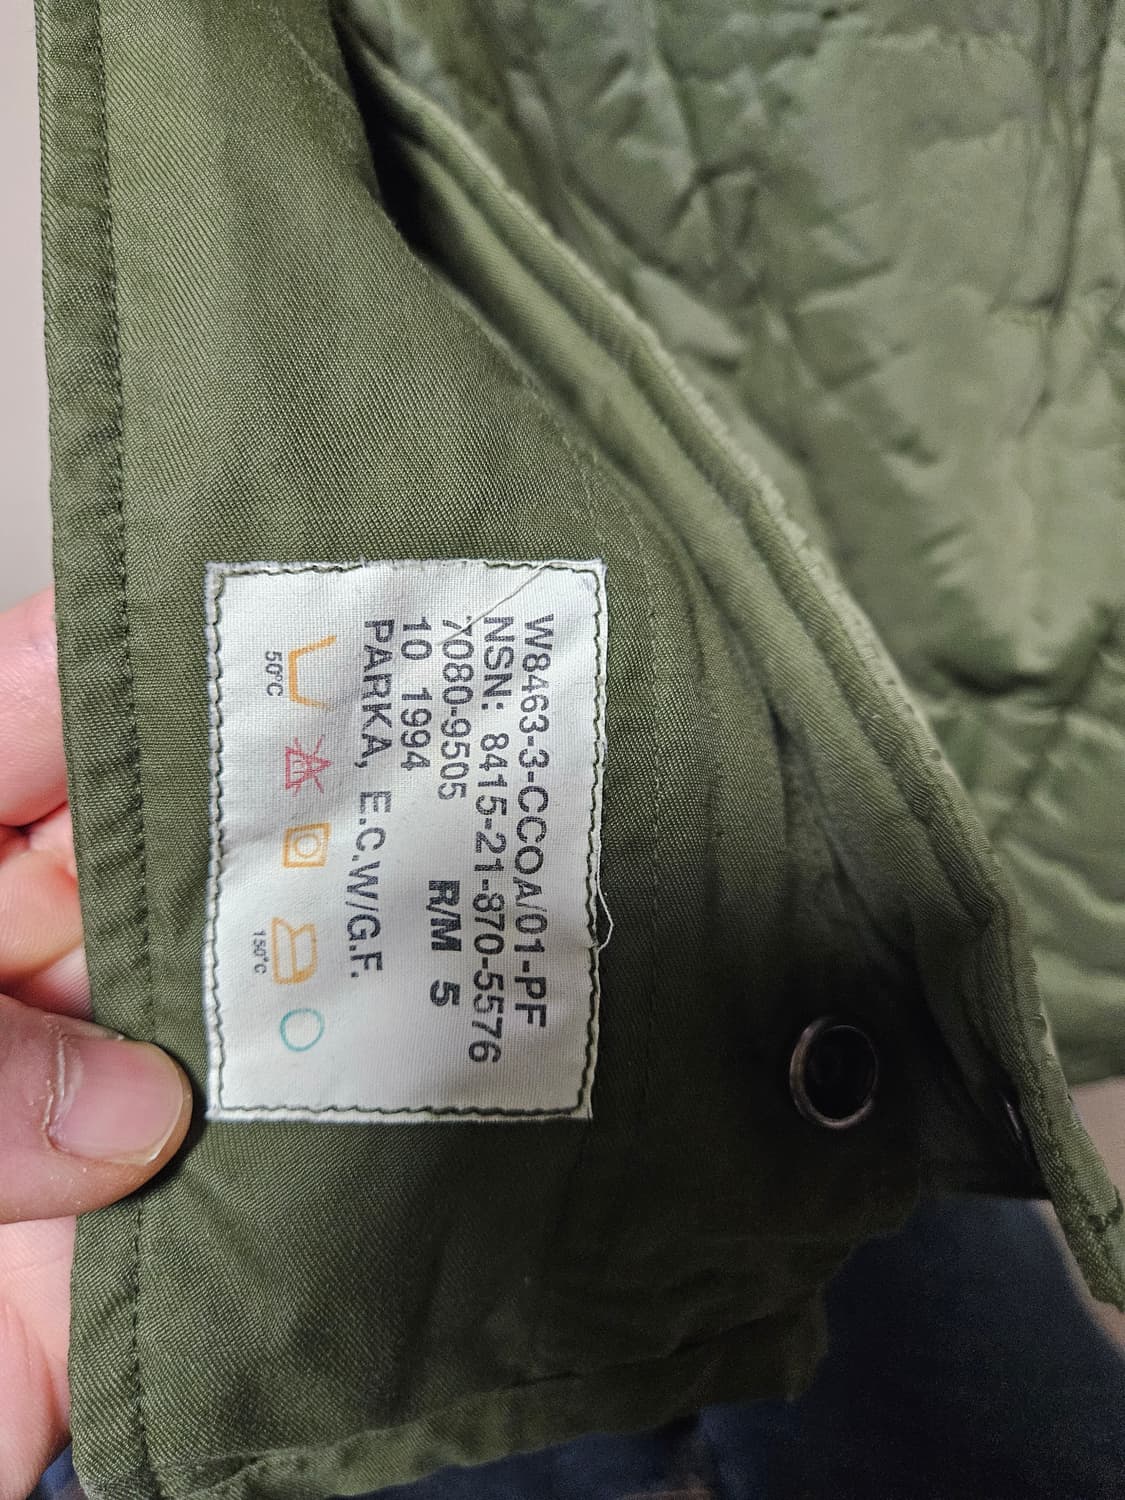 W8463-3-CCOA/01-PF
NSN: 8415-21-870-5576
7080-9505 R/M 5
10 1994
PARKA, E.C.W/G.F.
50°C
150°C